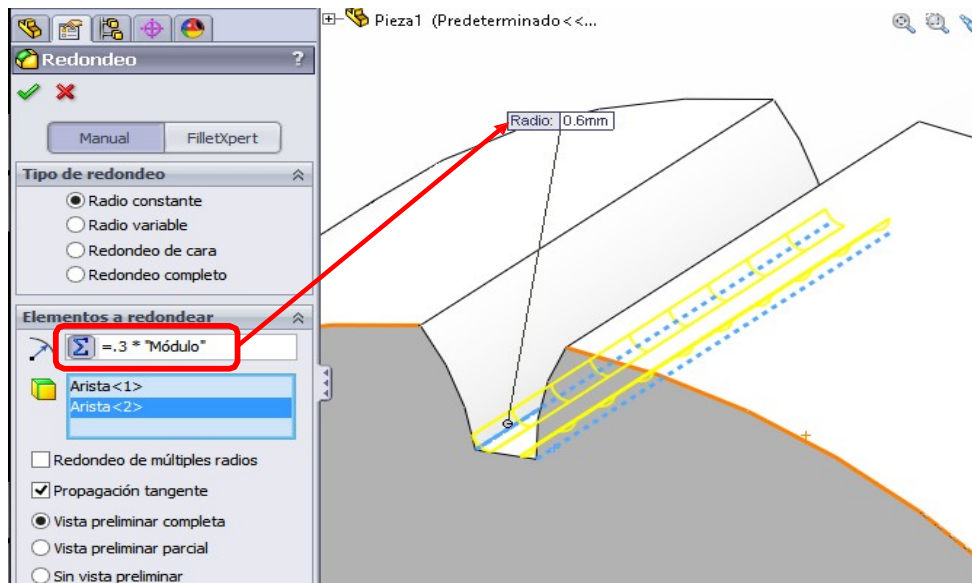 Pieza1 (Predeterminado<<...
Redondeo ?
Manual FilletXpert
Tipo de redondeo
Radio constante
Radio variable
Redondeo de cara
Redondeo completo
Elementos a redondear
Σ =.3 * "Módulo"
Arista<1>
Arista<2>
Redondeo de múltiples radios
Propagación tangente
Vista preliminar completa
Vista preliminar parcial
Sin vista preliminar
Radio: 0.6mm